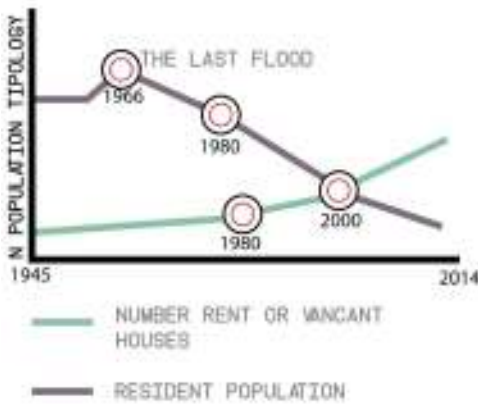 N POPULATION TIPOLOGY
THE LAST FLOOD
1966
1980
1980
2000
1945
2014
NUMBER RENT OR VANCANT
HOUSES
RESIDENT POPULATION